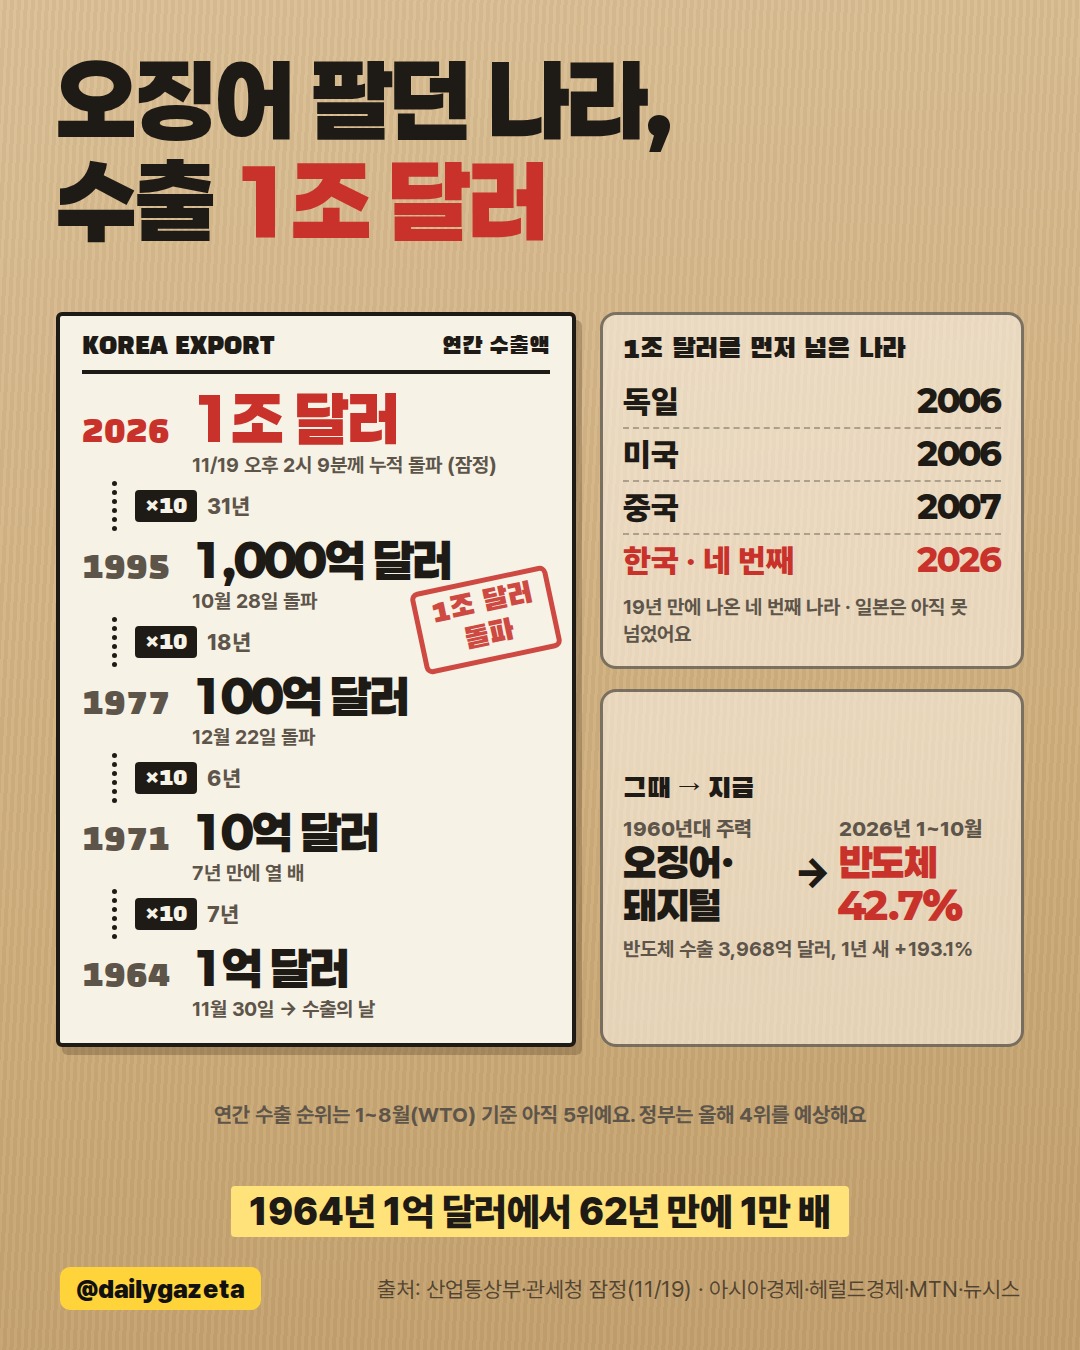 오징어 팔던 나라,
수출 1조 달러
KOREA EXPORT 연간 수출액
2026 1조 달러
11/19 오후 2시 9분께 누적 돌파 (잠정)
×10 31년
1995 1,000억 달러
10월 28일 돌파
×10 18년
1조 달러
돌파
1977 100억 달러
12월 22일 돌파
×10 6년
1971 10억 달러
7년 만에 열 배
×10 7년
1964 1억 달러
11월 30일 → 수출의 날
1조 달러를 먼저 넘은 나라
독일 2006
미국 2006
중국 2007
한국 · 네 번째 2026
19년 만에 나온 네 번째 나라 · 일본은 아직 못
넘었어요
그때 → 지금
1960년대 주력
오징어·
돼지털
→
2026년 1~10월
반도체
42.7%
반도체 수출 3,968억 달러, 1년 새 +193.1%
연간 수출 순위는 1~8월(WTO) 기준 아직 5위예요. 정부는 올해 4위를 예상해요
1964년 1억 달러에서 62년 만에 1만 배
@dailygazeta
출처: 산업통상부·관세청 잠정(11/19) · 아시아경제·헤럴드경제·MTN·뉴시스